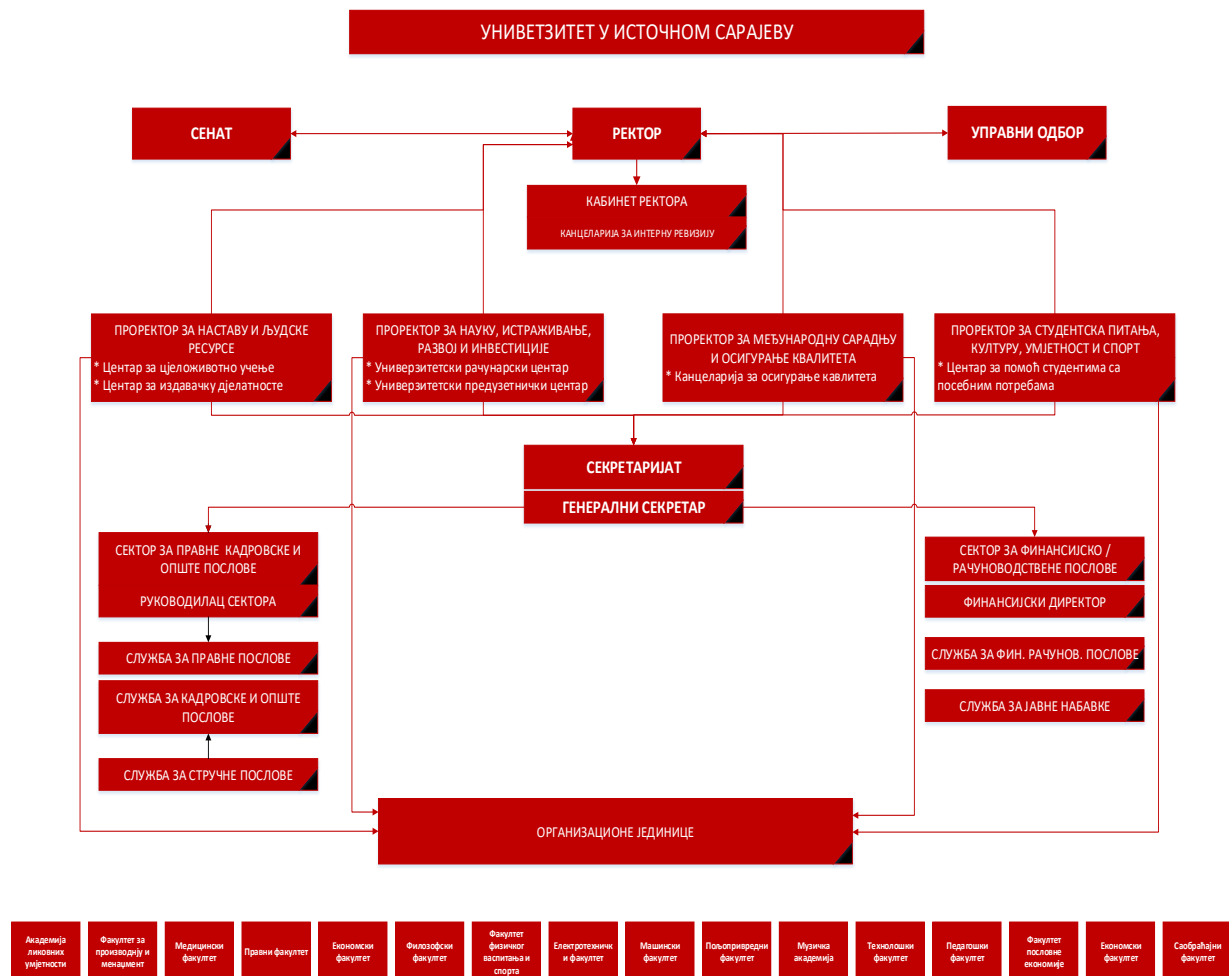 УНИВЕТЗИТЕТ У ИСТОЧНОМ САРАЈЕВУ
СЕНАТ
РЕКТОР
УПРАВНИ ОДБОР
КАБИНЕТ РЕКТОРА
КАНЦЕЛАРИЈА ЗА ИНТЕРНУ РЕВИЗИЈУ
ПРОРЕКТОР ЗА НАСТАВУ И ЉУДСКЕ
РЕСУРСЕ
* Центар за цјеложивотно учење
* Центар за издавачку дјелатносте
ПРОРЕКТОР ЗА НАУКУ, ИСТРАЖИВАЊЕ,
РАЗВОЈ И ИНВЕСТИЦИЈЕ
* Универзитетски рачунарски центар
* Универзитетски предузетнички центар
ПРОРЕКТОР ЗА МЕЂУНАРОДНУ САРАДЊУ
И ОСИГУРАЊЕ КВАЛИТЕТА
* Канцеларија за осигурање кавлитета
ПРОРЕКТОР ЗА СТУДЕНТСКА ПИТАЊА,
КУЛТУРУ, УМЈЕТНОСТ И СПОРТ
* Центар за помоћ студентима са
посебним потребама
СЕКРЕТАРИЈАТ
ГЕНЕРАЛНИ СЕКРЕТАР
СЕКТОР ЗА ПРАВНЕ КАДРОВСКЕ И
ОПШТЕ ПОСЛОВЕ
РУКОВОДИЛАЦ СЕКТОРА
СЛУЖБА ЗА ПРАВНЕ ПОСЛОВЕ
СЛУЖБА ЗА КАДРОВСКЕ И ОПШТЕ
ПОСЛОВЕ
СЛУЖБА ЗА СТРУЧНЕ ПОСЛОВЕ
СЕКТОР ЗА ФИНАНСИЈСКО /
РАЧУНОВОДСТВЕНЕ ПОСЛОВЕ
ФИНАНСИЈСКИ ДИРЕКТОР
СЛУЖБА ЗА ФИН. РАЧУНОВ. ПОСЛОВЕ
СЛУЖБА ЗА ЈАВНЕ НАБАВКЕ
ОРГАНИЗАЦИОНЕ ЈЕДИНИЦЕ
Академија
ликовних
умјетности
Факултет за
производњу и
менаџмент
Медицински
факултет
Правни факултет
Економски
факултет
Филозофски
факултет
Факултет
физичког
васпитања и
спорта
Електротехничк
и факултет
Машински
факултет
Пољопривредни
факултет
Музичка
академија
Технолошки
факултет
Педагошки
факултет
Факултет
пословне
економије
Економски
факултет
Саобраћајни
факултет